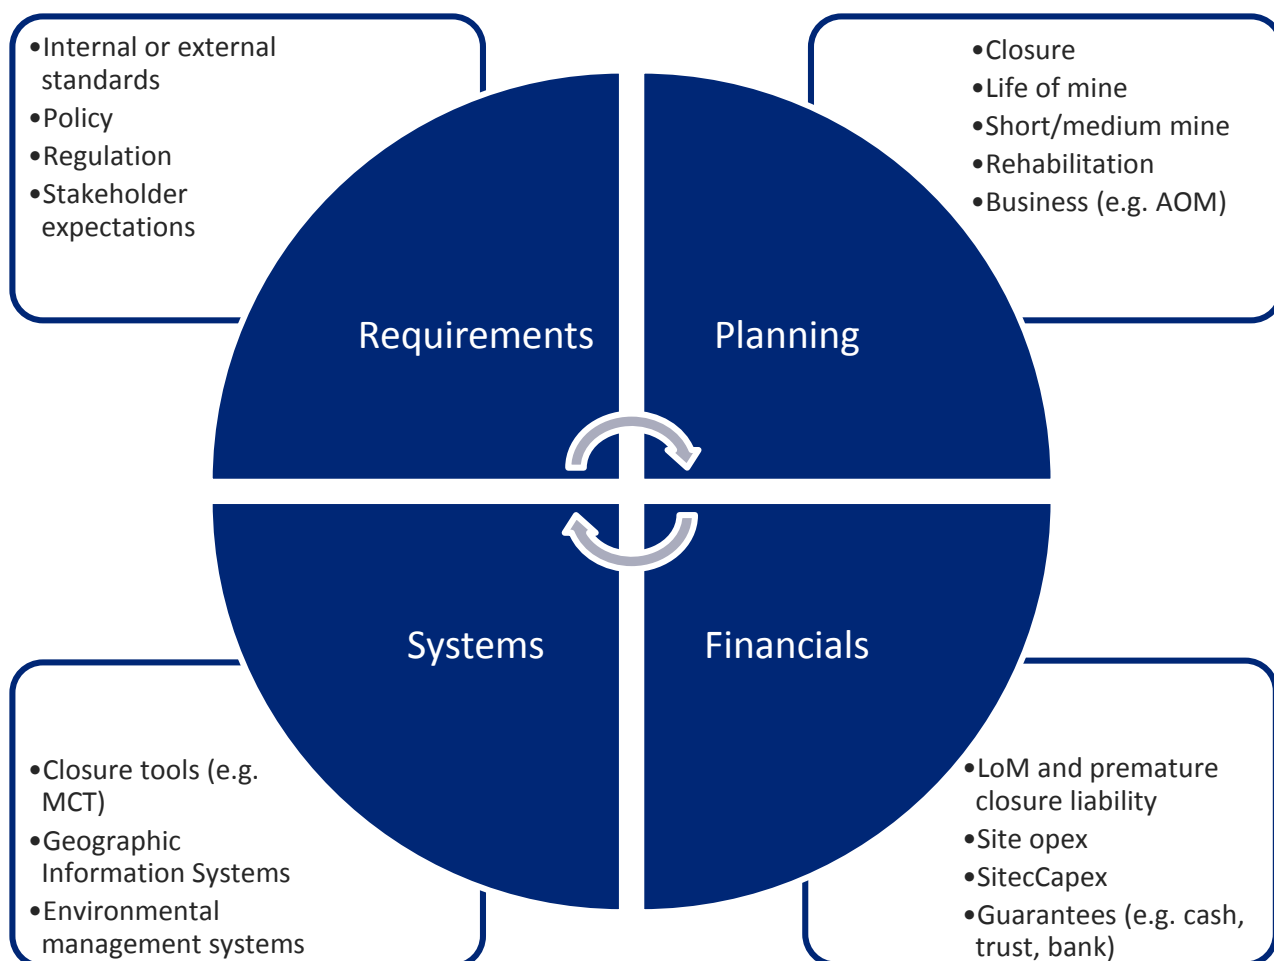 •Internal or external
standards
•Policy
•Regulation
•Stakeholder
expectations
•Closure
•Life of mine
•Short/medium mine
•Rehabilitation
•Business (e.g. AOM)
Requirements
Planning
Systems
Financials
•Closure tools (e.g.
MCT)
•Geographic
Information Systems
•Environmental
management systems
•LoM and premature
closure liability
•Site opex
•SitecCapex
•Guarantees (e.g. cash,
trust, bank)